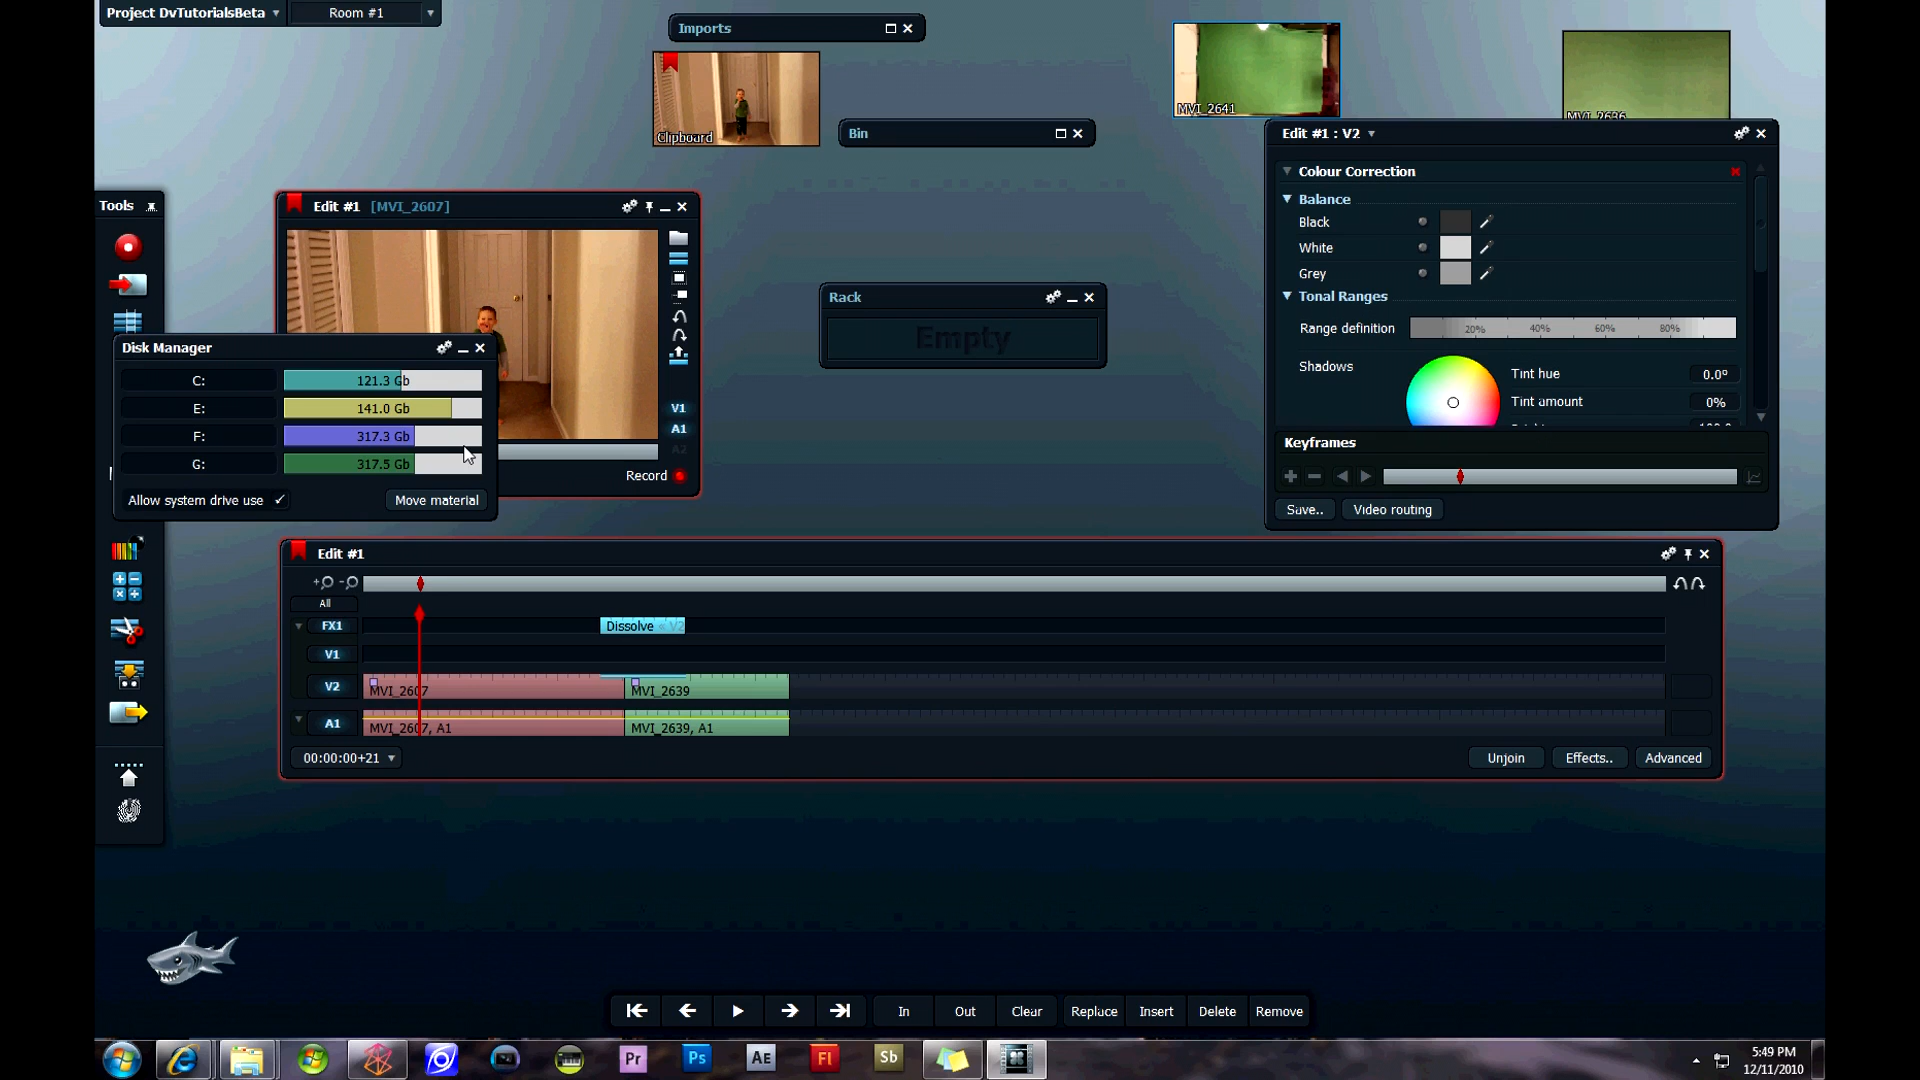 Project DvTutorialsBeta
Room #1
Imports
Clipboard
MVI_2641
MVI_2636
Bin
Edit #1 : V2
Colour Correction
Balance
Black
White
Grey
Tonal Ranges
Range definition
20% 40% 60% 80%
Shadows
Tint hue 0.0º
Tint amount 0%
Keyframes
Save..
Video routing
Tools
Edit #1 [MVI_2607]
V1
A1
A2
Record
Disk Manager
C: 121.3 Gb
E: 141.0 Gb
F: 317.3 Gb
G: 317.5 Gb
Allow system drive use
Move material
Rack
Empty
Edit #1
All
FX1
Dissolve « V2
V1
V2
MVI_2607
MVI_2639
A1
MVI_2607, A1
MVI_2639, A1
00:00:00+21
Unjoin
Effects..
Advanced
In
Out
Clear
Replace
Insert
Delete
Remove
Pr
Ps
AE
Fl
Sb
5:49 PM
12/11/2010